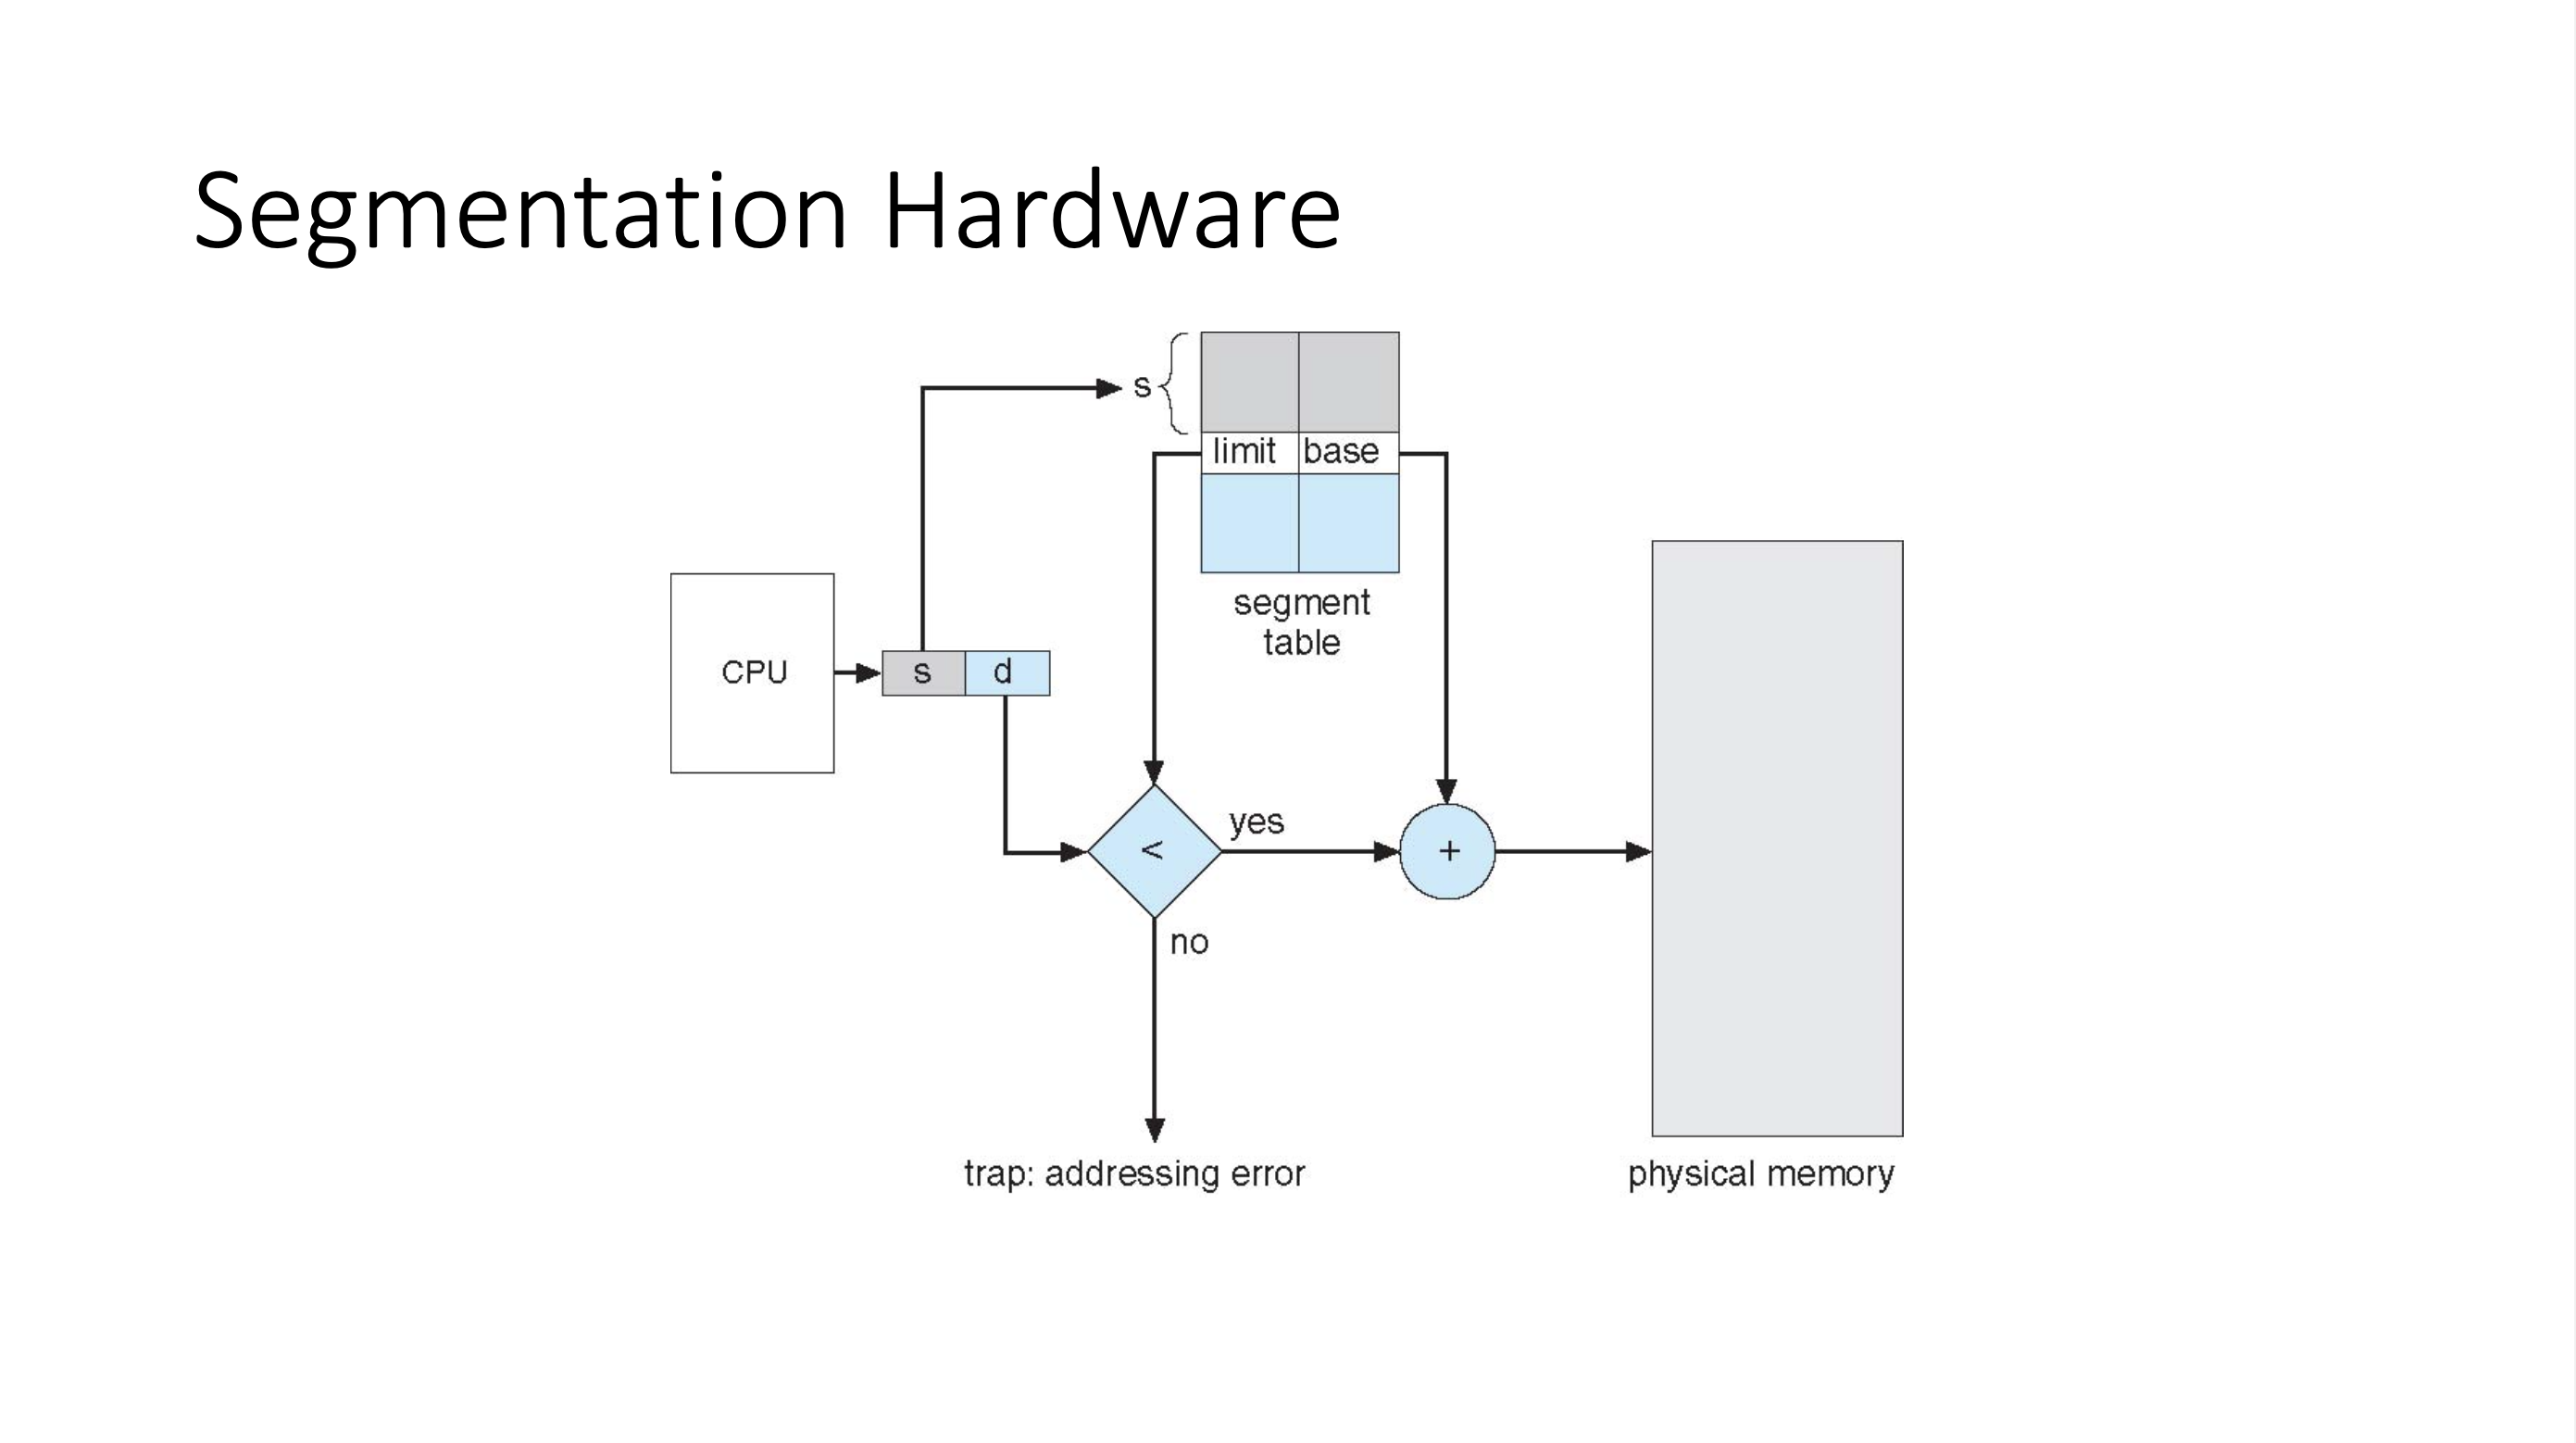 Segmentation Hardware
s
limit base
segment
table
CPU
s d
yes
<
+
no
trap: addressing error
physical memory